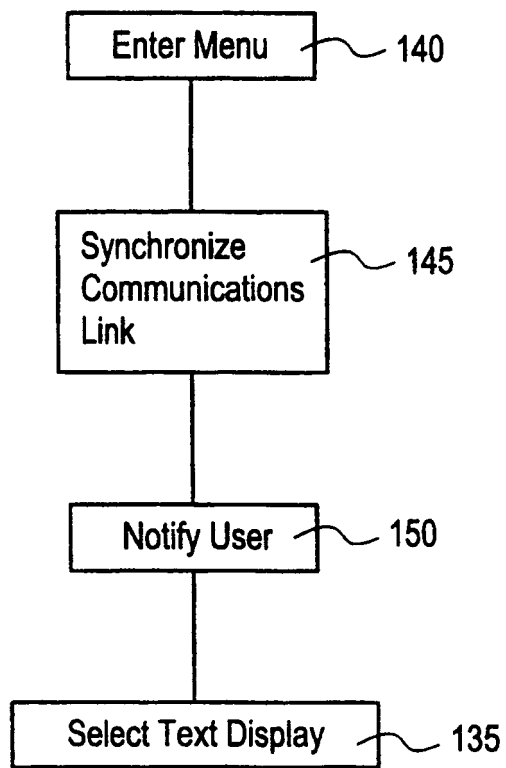 Enter Menu 140
Synchronize
Communications
Link
145
Notify User 150
Select Text Display 135